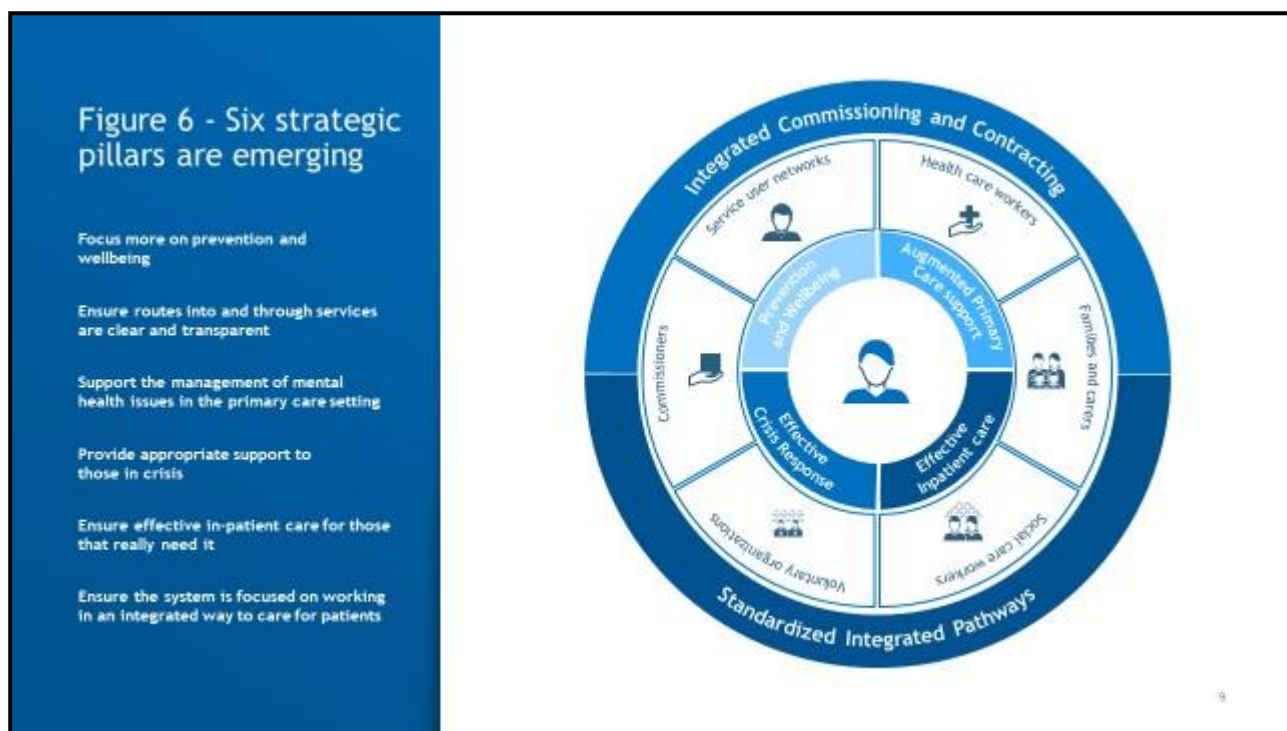 Figure 6 - Six strategic
pillars are emerging
Focus more on prevention and
wellbeing
Ensure routes into and through services
are clear and transparent
Support the management of mental
health issues in the primary care setting
Provide appropriate support to
those in crisis
Ensure effective in-patient care for those
that really need it
Ensure the system is focused on working
in an integrated way to care for patients
Integrated Commissioning and Contracting
Service user networks
Health care workers
Families and carers
Social care workers
Voluntary organizations
Commissioners
Prevention
and Wellbeing
Augmented Primary
Care support
Effective
Crisis Response
Effective
Inpatient care
Standardized Integrated Pathways
9